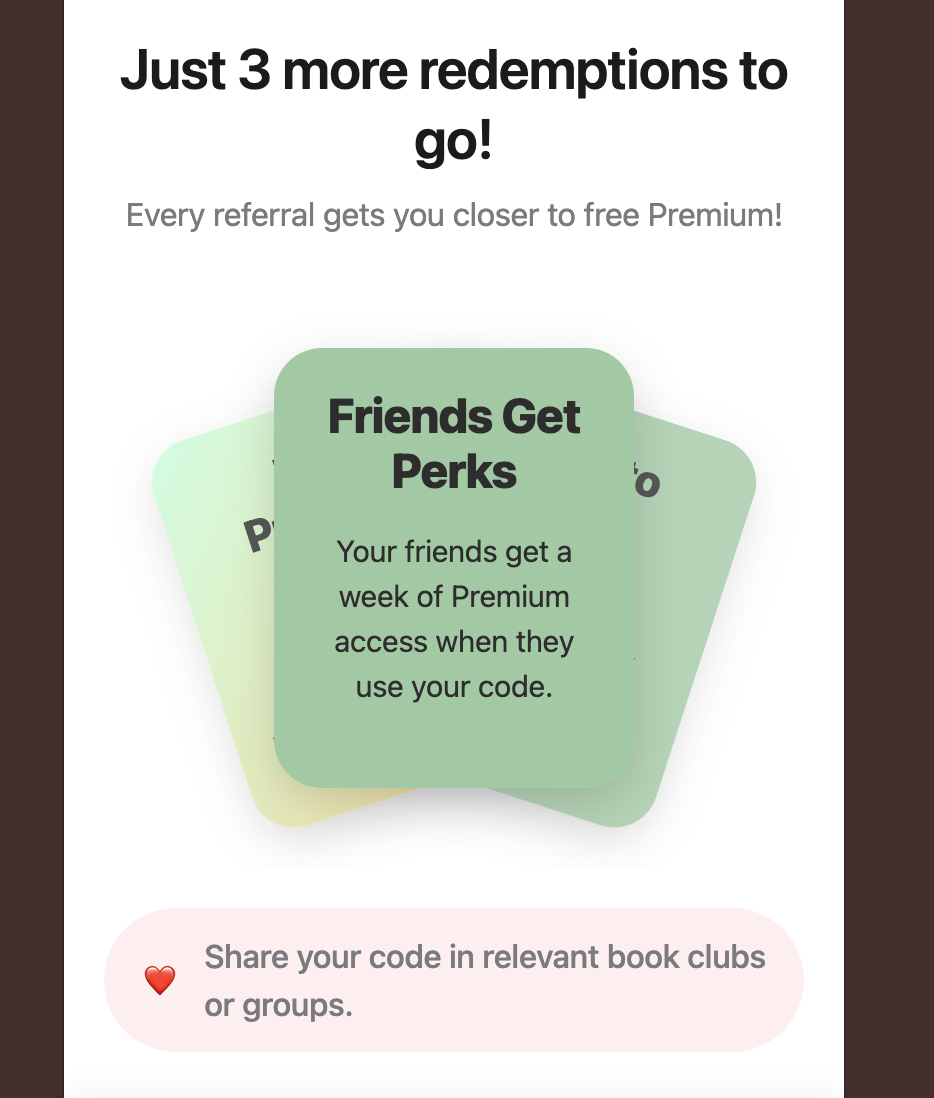 Just 3 more redemptions to
go!
Every referral gets you closer to free Premium!
Friends Get
Perks
Your friends get a
week of Premium
access when they
use your code.
❤️ Share your code in relevant book clubs
or groups.